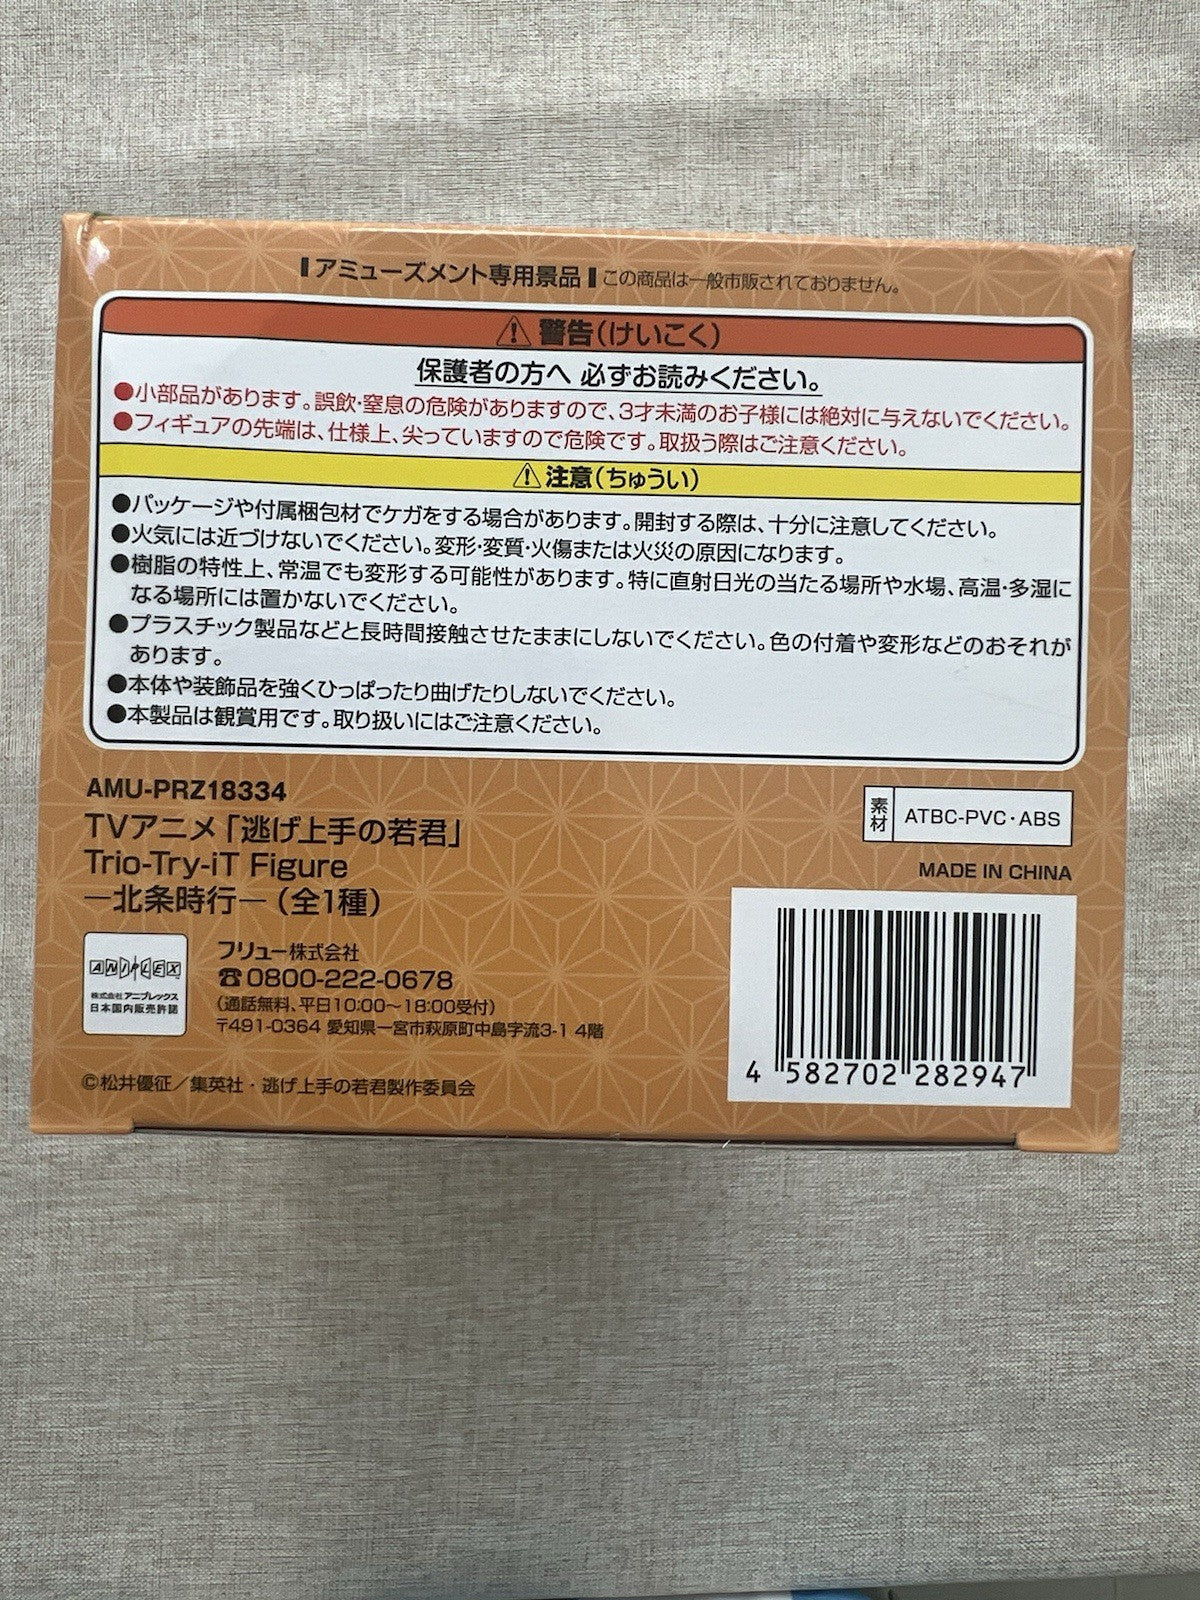 アミューズメント専用景品 この商品は一般市販されておりません。
⚠警告(けいこく)
保護者の方へ 必ずお読みください。
●小部品があります。誤飲・窒息の危険がありますので、3才未満のお子様には絶対に与えないでください。
●フィギュアの先端は、仕様上、尖っていますので危険です。取扱う際はご注意ください。
⚠注意(ちゅうい)
●パッケージや付属梱包材でケガをする場合があります。開封する際は、十分に注意してください。
●火気には近づけないでください。変形・変質・火傷または火災の原因になります。
●樹脂の特性上、常温でも変形する可能性があります。特に直射日光の当たる場所や水場、高温・多湿に
なる場所には置かないでください。
●プラスチック製品などと長時間接触させたままにしないでください。色の付着や変形などのおそれが
あります。
●本体や装飾品を強くひっぱったり曲げたりしないでください。
●本製品は観賞用です。取り扱いにはご注意ください。
AMU-PRZ18334
TVアニメ「逃げ上手の若君」
Trio-Try-iT Figure
―北条時行―(全1種)
素材 ATBC-PVC・ABS
MADE IN CHINA
ANIPLEX
株式会社アニプレックス
日本国内販売許諾
フリュー株式会社
☎0800-222-0678
(通話無料、平日10:00〜18:00受付)
〒491-0364 愛知県一宮市萩原町中島字流3-1 4階
©松井優征/集英社・逃げ上手の若君製作委員会
4 582702 282947